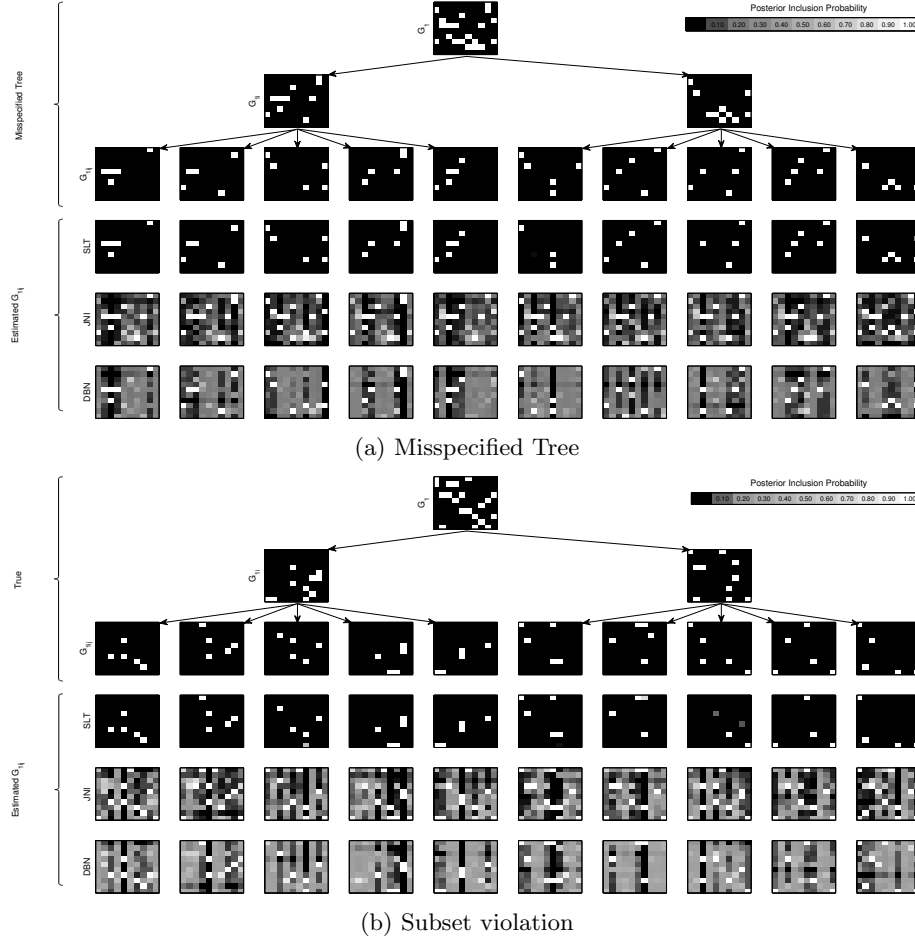 Posterior Inclusion Probability
0.10 0.20 0.30 0.40 0.50 0.60 0.70 0.80 0.90 1.00
Misspecified Tree
G1
G1i
G1ij
Estimated G1ij
SLT
JNI
DBN
(a) Misspecified Tree
Posterior Inclusion Probability
0.10 0.20 0.30 0.40 0.50 0.60 0.70 0.80 0.90 1.00
True
G1
G1i
G1ij
Estimated G1ij
SLT
JNI
DBN
(b) Subset violation